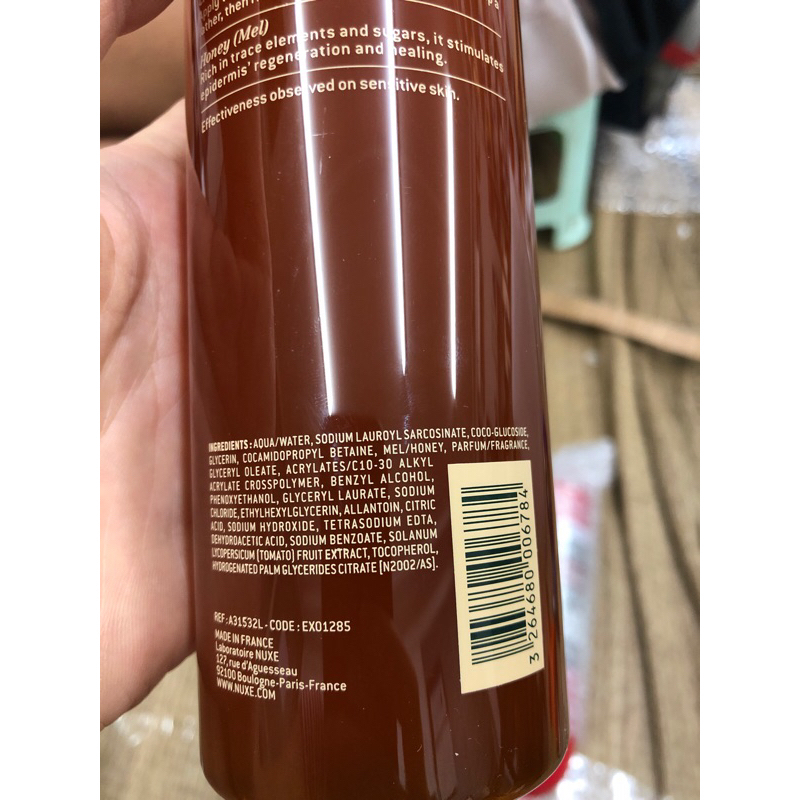 ather, then
Honey (Mel)
Rich in trace elements and sugars, it stimulates
epidermis' regeneration and healing.
Effectiveness observed on sensitive skin.
INGREDIENTS: AQUA/WATER, SODIUM LAUROYL SARCOSINATE, COCO-GLUCOSIDE,
GLYCERIN, COCAMIDOPROPYL BETAINE, MEL/HONEY, PARFUM/FRAGRANCE,
GLYCERYL OLEATE, ACRYLATES/C10-30 ALKYL
ACRYLATE CROSSPOLYMER, BENZYL ALCOHOL,
PHENOXYETHANOL, GLYCERYL LAURATE, SODIUM
CHLORIDE, ETHYLHEXYLGLYCERIN, ALLANTOIN, CITRIC
ACID, SODIUM HYDROXIDE, TETRASODIUM EDTA,
DEHYDROACETIC ACID, SODIUM BENZOATE, SOLANUM
LYCOPERSICUM (TOMATO) FRUIT EXTRACT, TOCOPHEROL,
HYDROGENATED PALM GLYCERIDES CITRATE [N2002/AS].
3 264680 006784
REF: A31532L - CODE: EX01285
MADE IN FRANCE
Laboratoire NUXE
127, rue d'Aguesseau
92100 Boulogne-Paris-France
WWW.NUXE.COM